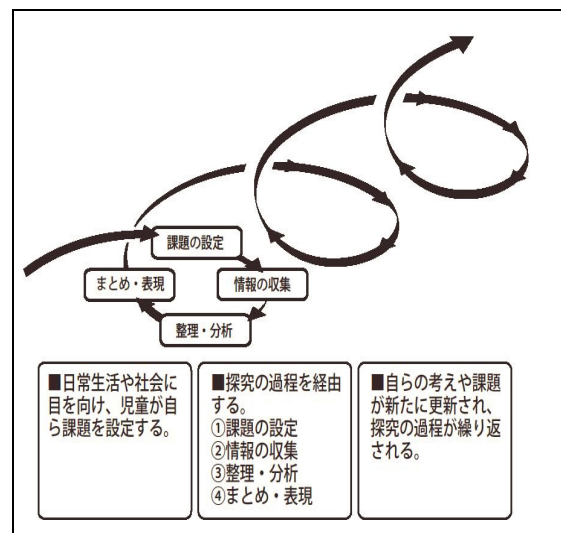 課題の設定
まとめ・表現
情報の収集
整理・分析
■日常生活や社会に
目を向け、児童が自
ら課題を設定する。
■探究の過程を経由
する。
①課題の設定
②情報の収集
③整理・分析
④まとめ・表現
■自らの考えや課題
が新たに更新され、
探究の過程が繰り返
される。